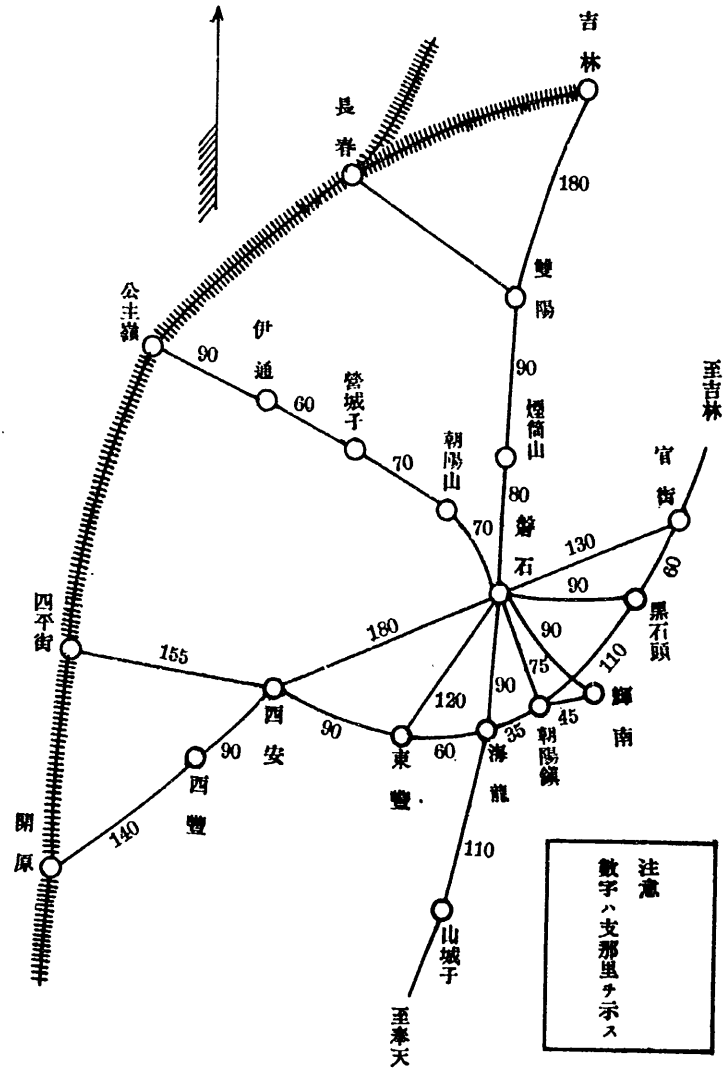 吉林
長春
180
雙陽
公主嶺
伊通
90
90
至吉林
營城子
60
煙筒山
朝陽山
官街
70
80
70
磐石
130
60
90
黑石頭
四平街
180
90
110
155
75
輝南
120
90
45
西安
朝陽鎭
35
90
60
90
東豐
海龍
西豐
開原
140
110
注意
數字ハ支那里ヲ示ス
山城子
至奉天